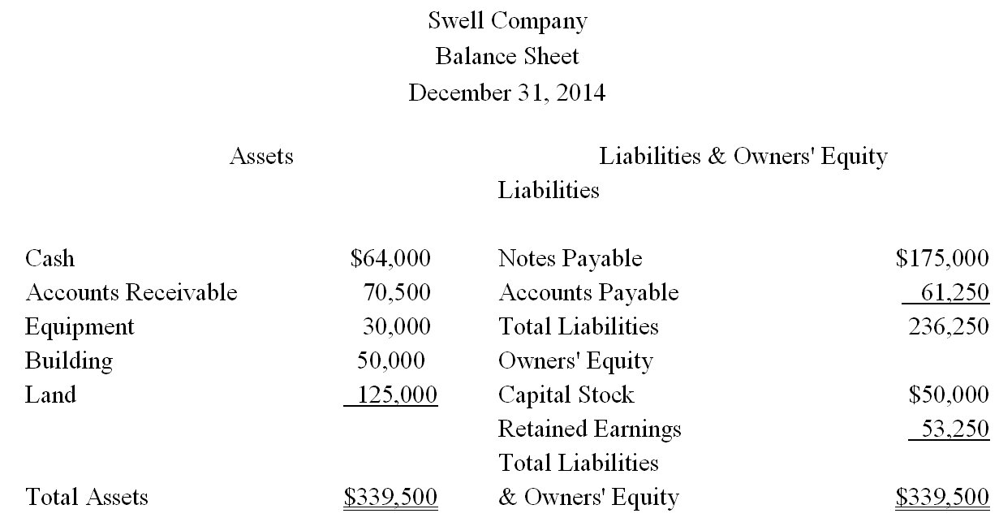 Swell Company
Balance Sheet
December 31, 2014
Assets Liabilities & Owners' Equity
Liabilities
Cash $64,000 Notes Payable $175,000
Accounts Receivable 70,500 Accounts Payable 61,250
Equipment 30,000 Total Liabilities 236,250
Building 50,000 Owners' Equity
Land 125,000 Capital Stock $50,000
Retained Earnings 53,250
Total Liabilities
Total Assets $339,500 & Owners' Equity $339,500